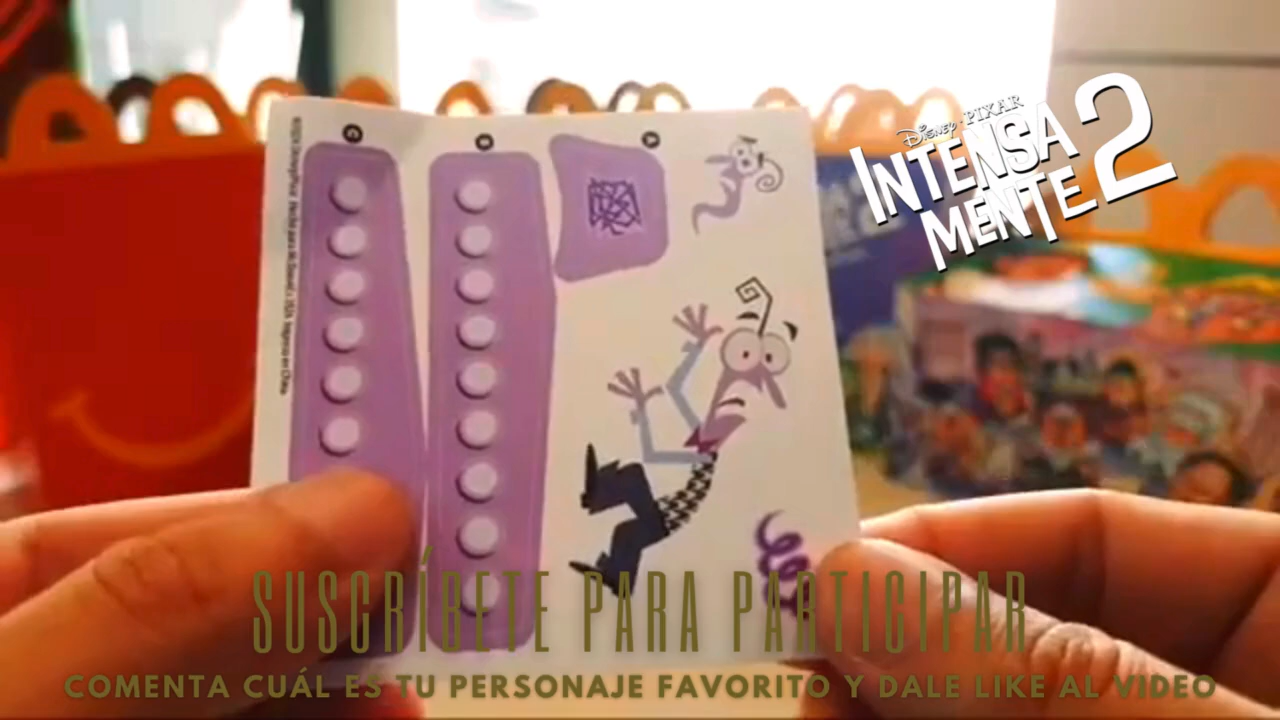 G
B
A
DISNEY · PIXAR
INTENSA
MENTE 2
SUSCRÍBETE PARA PARTICIPAR
COMENTA CUÁL ES TU PERSONAJE FAVORITO Y DALE LIKE AL VIDEO